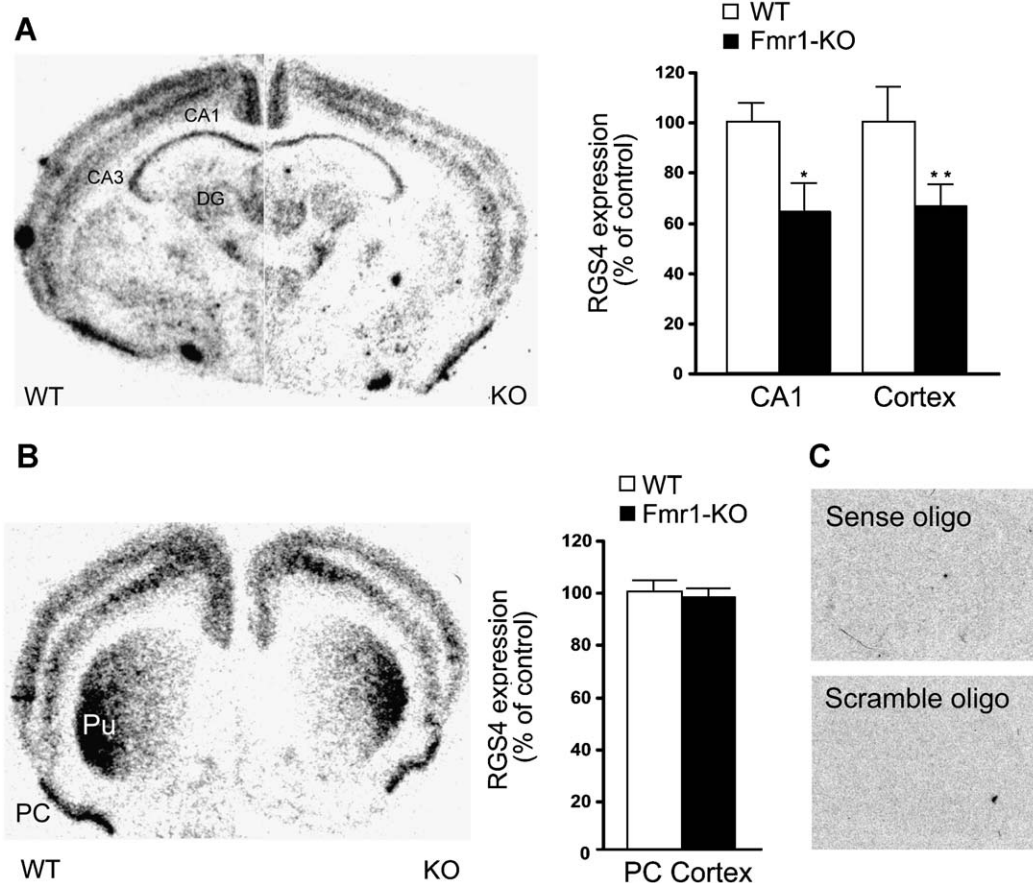 A
CA1
CA3
DG
WT KO
WT
Fmr1-KO
RGS4 expression
(% of control)
120
100
80
60
40
20
0
* **
CA1 Cortex
B
Pu
PC
WT KO
WT
Fmr1-KO
RGS4 expression
(% of control)
120
100
80
60
40
20
0
PC Cortex
C
Sense oligo
Scramble oligo